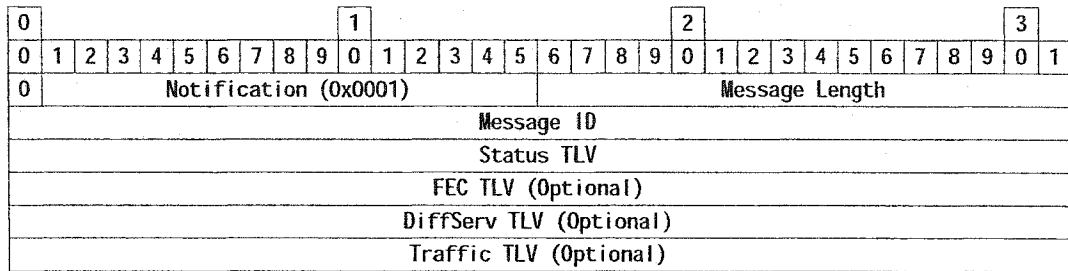 0 1 2 3
0 1 2 3 4 5 6 7 8 9 0 1 2 3 4 5 6 7 8 9 0 1 2 3 4 5 6 7 8 9 0 1
0 Notification (0x0001) Message Length
Message ID
Status TLV
FEC TLV (Optional)
DiffServ TLV (Optional)
Traffic TLV (Optional)